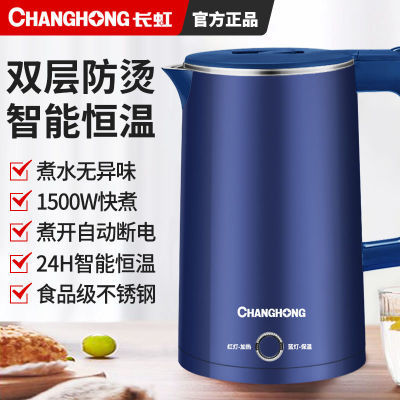 CHANGHONG 长虹 官方正品
双层防烫
智能恒温
煮水无异味
1500W快煮
煮开自动断电
24H智能恒温
食品级不锈钢
CHANGHONG
红灯-加热 蓝灯-保温